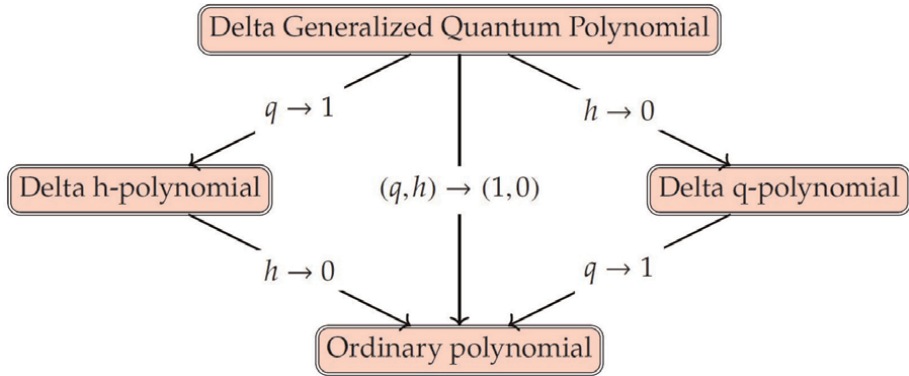 Delta Generalized Quantum Polynomial
q → 1
h → 0
Delta h-polynomial
(q,h) → (1,0)
Delta q-polynomial
h → 0
q → 1
Ordinary polynomial